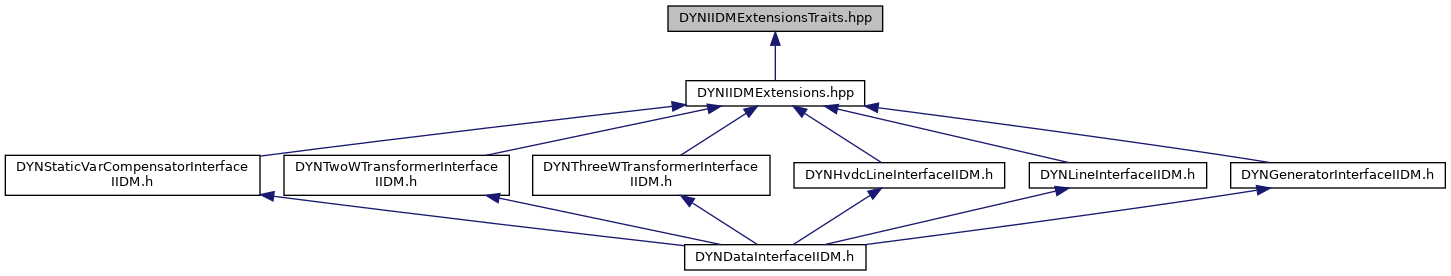 DYNIIDMExtensionsTraits.hpp
DYNIIDMExtensions.hpp
DYNStaticVarCompensatorInterface
IIDM.h
DYNTwoWTransformerInterface
IIDM.h
DYNThreeWTransformerInterface
IIDM.h
DYNHvdcLineInterfaceIIDM.h
DYNLineInterfaceIIDM.h
DYNGeneratorInterfaceIIDM.h
DYNDataInterfaceIIDM.h